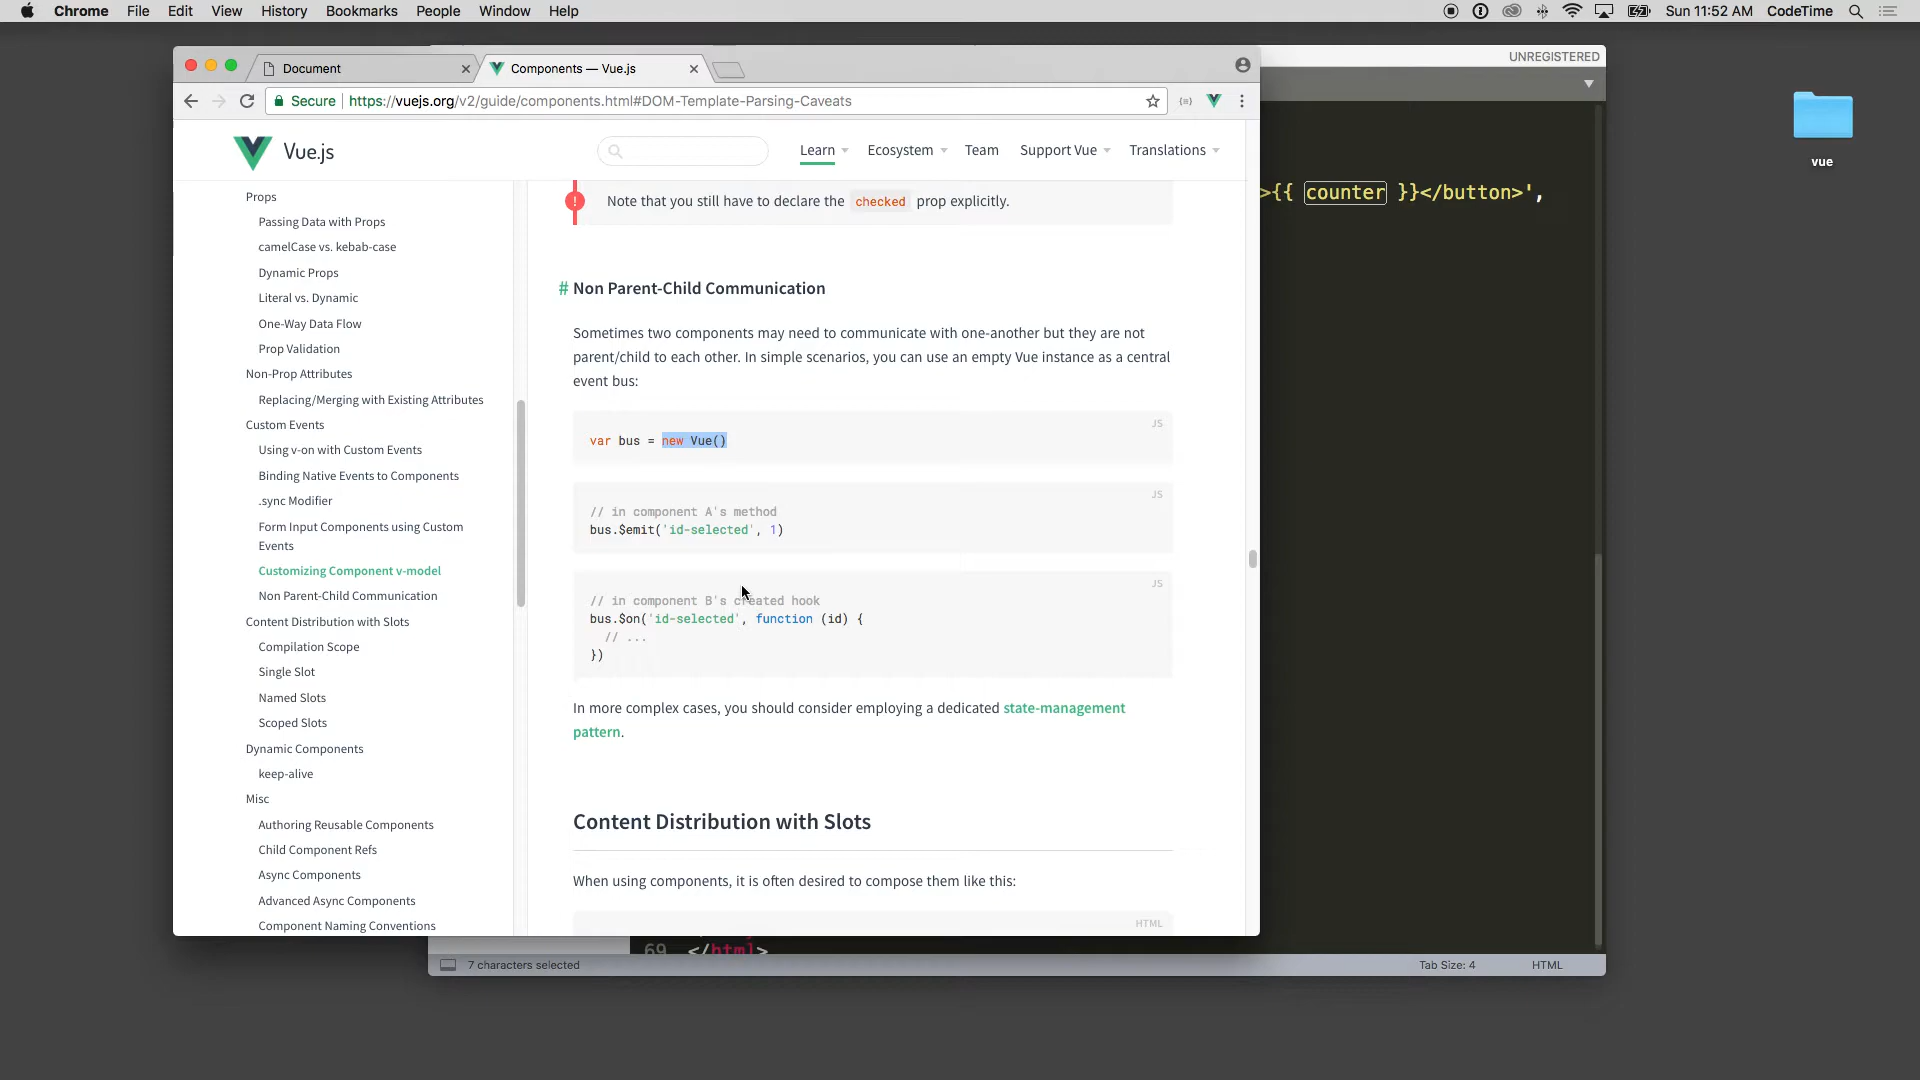 Chrome File Edit View History Bookmarks People Window Help
Sun 11:52 AM CodeTime
UNREGISTERED
Document
Components — Vue.js
Secure https://vuejs.org/v2/guide/components.html#DOM-Template-Parsing-Caveats
vue
Vue.js
Learn Ecosystem Team Support Vue Translations
>{{ counter }}</button>',
Props
Passing Data with Props
camelCase vs. kebab-case
Dynamic Props
Literal vs. Dynamic
One-Way Data Flow
Prop Validation
Non-Prop Attributes
Replacing/Merging with Existing Attributes
Custom Events
Using v-on with Custom Events
Binding Native Events to Components
.sync Modifier
Form Input Components using Custom
Events
Customizing Component v-model
Non Parent-Child Communication
Content Distribution with Slots
Compilation Scope
Single Slot
Named Slots
Scoped Slots
Dynamic Components
keep-alive
Misc
Authoring Reusable Components
Child Component Refs
Async Components
Advanced Async Components
Component Naming Conventions
! Note that you still have to declare the checked prop explicitly.
# Non Parent-Child Communication
Sometimes two components may need to communicate with one-another but they are not
parent/child to each other. In simple scenarios, you can use an empty Vue instance as a central
event bus:
JS
var bus = new Vue()
JS
// in component A's method
bus.$emit('id-selected', 1)
JS
// in component B's created hook
bus.$on('id-selected', function (id) {
// ...
})
In more complex cases, you should consider employing a dedicated state-management
pattern.
Content Distribution with Slots
When using components, it is often desired to compose them like this:
HTML
69 </html>
7 characters selected
Tab Size: 4 HTML